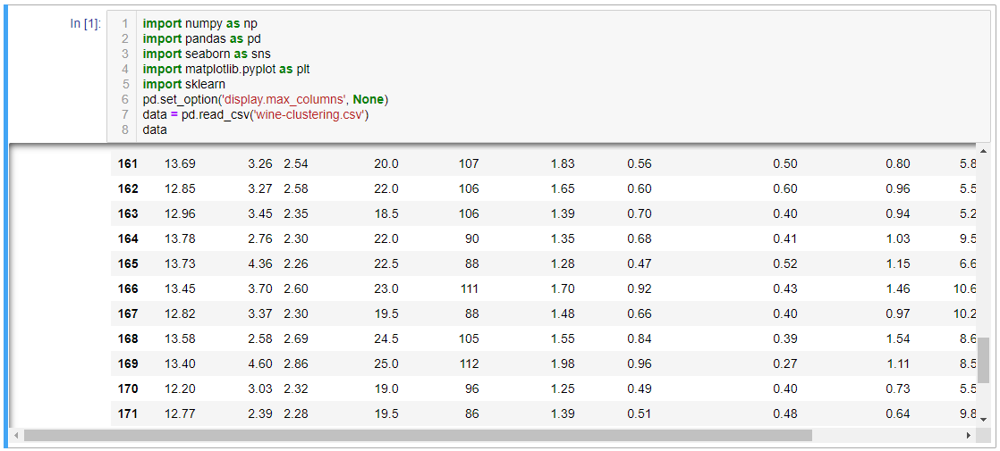 In [1]:
1 import numpy as np
2 import pandas as pd
3 import seaborn as sns
4 import matplotlib.pyplot as plt
5 import sklearn
6 pd.set_option('display.max_columns', None)
7 data = pd.read_csv('wine-clustering.csv')
8 data
161 13.69 3.26 2.54 20.0 107 1.83 0.56 0.50 0.80 5.8
162 12.85 3.27 2.58 22.0 106 1.65 0.60 0.60 0.96 5.5
163 12.96 3.45 2.35 18.5 106 1.39 0.70 0.40 0.94 5.2
164 13.78 2.76 2.30 22.0 90 1.35 0.68 0.41 1.03 9.5
165 13.73 4.36 2.26 22.5 88 1.28 0.47 0.52 1.15 6.6
166 13.45 3.70 2.60 23.0 111 1.70 0.92 0.43 1.46 10.6
167 12.82 3.37 2.30 19.5 88 1.48 0.66 0.40 0.97 10.2
168 13.58 2.58 2.69 24.5 105 1.55 0.84 0.39 1.54 8.6
169 13.40 4.60 2.86 25.0 112 1.98 0.96 0.27 1.11 8.5
170 12.20 3.03 2.32 19.0 96 1.25 0.49 0.40 0.73 5.5
171 12.77 2.39 2.28 19.5 86 1.39 0.51 0.48 0.64 9.8